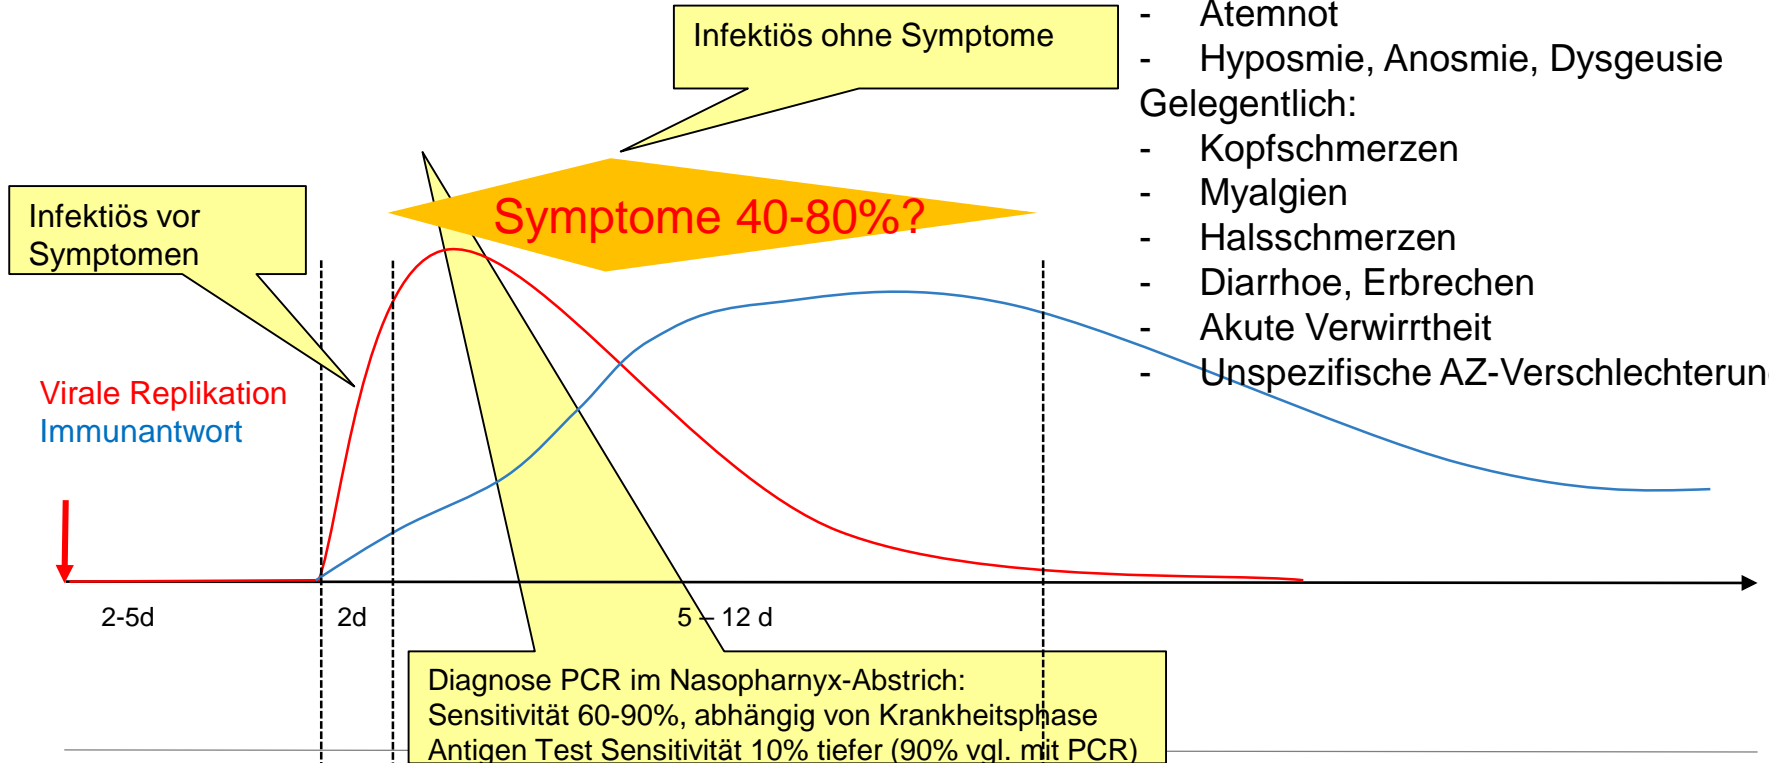 Infektiös ohne Symptome
- Atemnot
- Hyposmie, Anosmie, Dysgeusie
Gelegentlich:
- Kopfschmerzen
- Myalgien
- Halsschmerzen
- Diarrhoe, Erbrechen
- Akute Verwirrtheit
- Unspezifische AZ-Verschlechterun
Infektiös vor
Symptomen
Symptome 40-80%?
Virale Replikation
Immunantwort
2-5d
2d
5 – 12 d
Diagnose PCR im Nasopharnyx-Abstrich:
Sensitivität 60-90%, abhängig von Krankheitsphase
Antigen Test Sensitivität 10% tiefer (90% vgl. mit PCR)